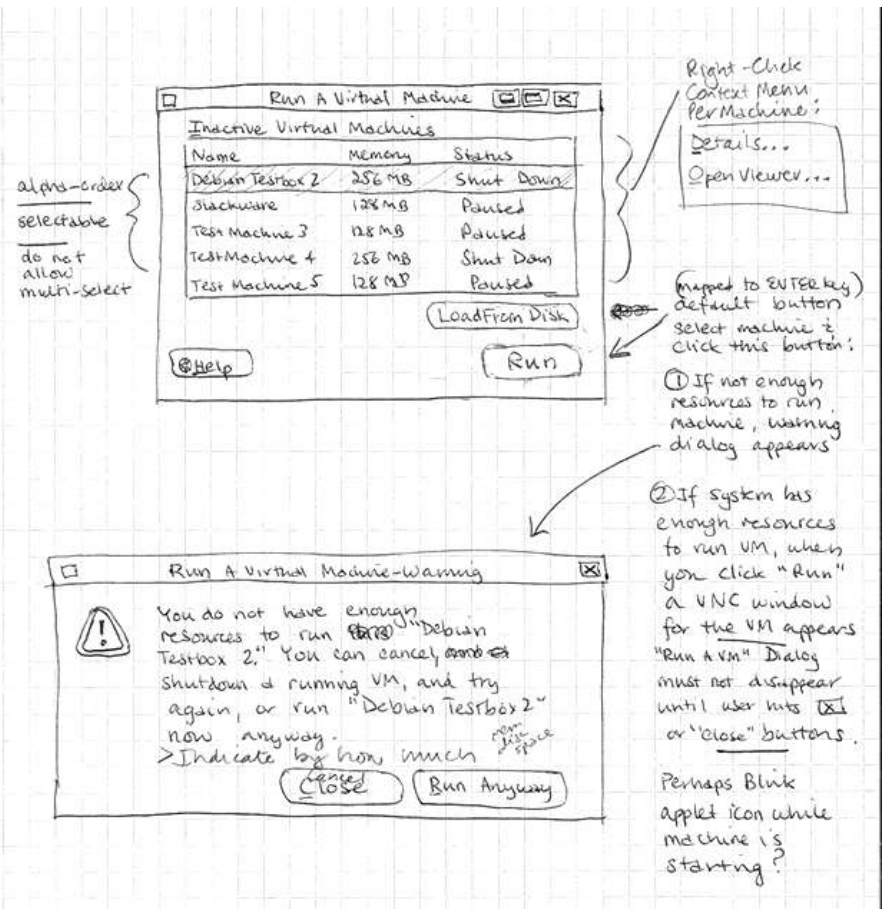 Run A Virtual Machine
Inactive Virtual Machines
Name Memory Status
Debian Testbox 2 256 MB Shut Down
Slackware 128 MB Paused
Test Machine 3 128 MB Paused
Test Machine 4 256 MB Shut Down
Test Machine 5 128 MB Paused
Load From Disk
Help
Run
alpha-order
selectable
do not
allow
multi-select
Right-Click
Context Menu
Per Machine:
Details...
Open Viewer...
(mapped to ENTER key)
default button
select machine &
click this button:
① If not enough
resources to run
machine, warning
dialog appears
② If system has
enough resources
to run VM, when
you click "Run"
a VNC window
for the VM appears
"Run A VM" Dialog
must not disappear
until user hits X
or "close" buttons.
Perhaps Blink
applet icon while
machine is
starting?
Run A Virtual Machine-Warning
You do not have enough
resources to run "Debian
Testbox 2." You can cancel,
shutdown a running VM, and try
again, or run "Debian Testbox 2"
now anyway.
>Indicate by how much
mem
disk
space
Cancel
Close
Run Anyway